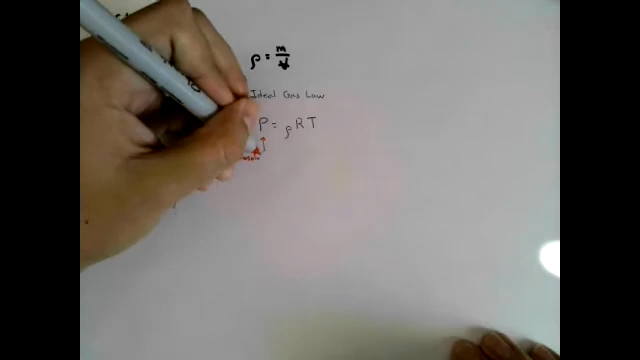 ρ = m/V
Ideal Gas Law
P = ρRT